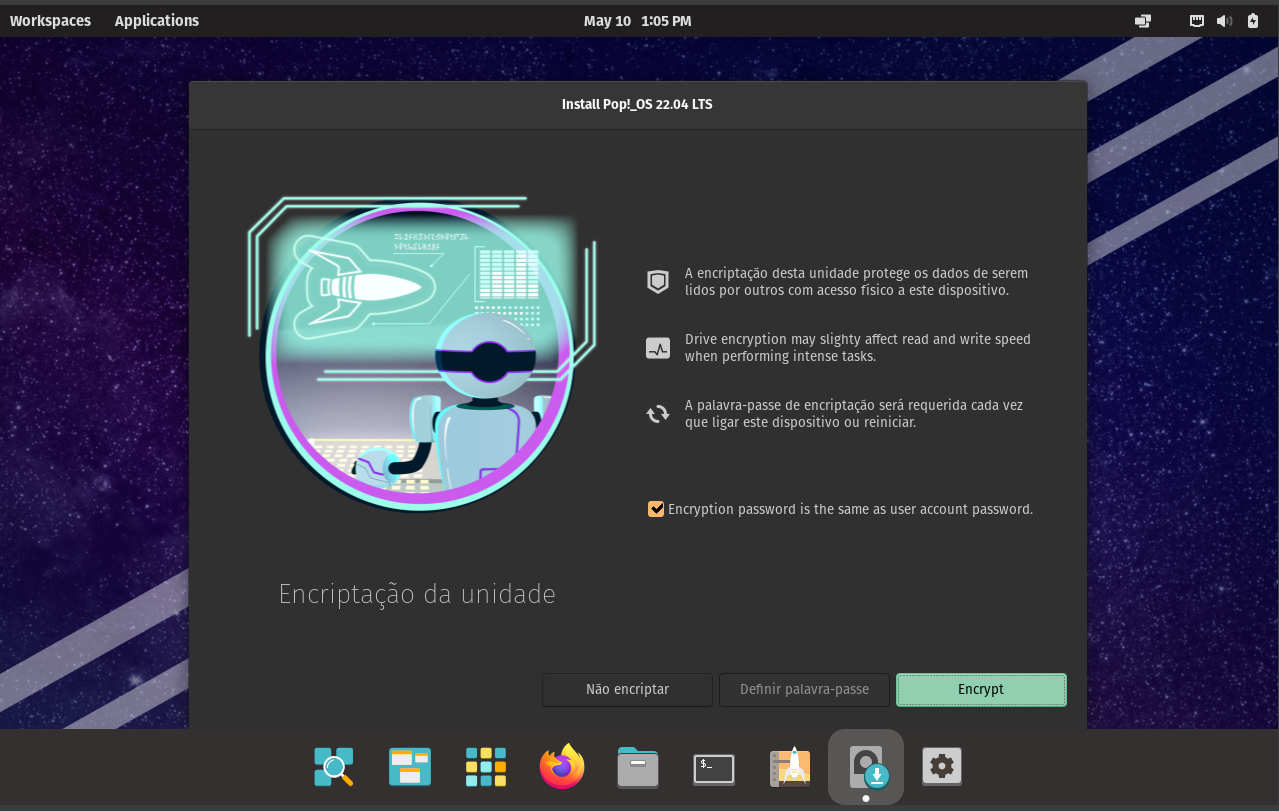 Workspaces Applications May 10 1:05 PM
Install Pop!_OS 22.04 LTS
A encriptação desta unidade protege os dados de serem
lidos por outros com acesso físico a este dispositivo.
Drive encryption may slighty affect read and write speed
when performing intense tasks.
A palavra-passe de encriptação será requerida cada vez
que ligar este dispositivo ou reiniciar.
Encryption password is the same as user account password.
Encriptação da unidade
Não encriptar Definir palavra-passe Encrypt
$_